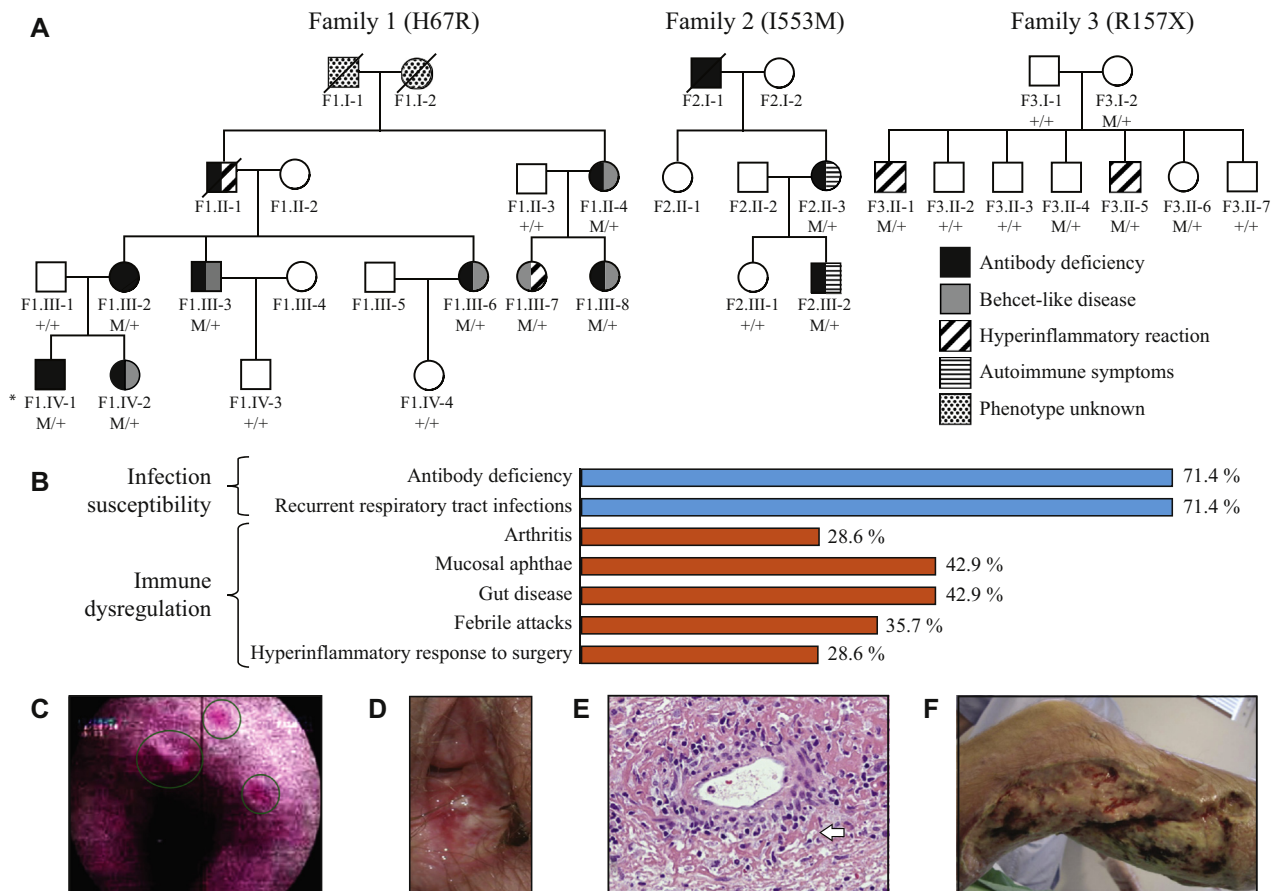 A
Family 1 (H67R)
Family 2 (I553M)
Family 3 (R157X)
F1.I-1
F1.I-2
F2.I-1
F2.I-2
F3.I-1
+/+
F3.I-2
M/+
F1.II-1
F1.II-2
F1.II-3
+/+
F1.II-4
M/+
F2.II-1
F2.II-2
F2.II-3
M/+
F3.II-1
M/+
F3.II-2
+/+
F3.II-3
+/+
F3.II-4
M/+
F3.II-5
M/+
F3.II-6
M/+
F3.II-7
+/+
F1.III-1
+/+
F1.III-2
M/+
F1.III-3
M/+
F1.III-4
F1.III-5
F1.III-6
M/+
F1.III-7
M/+
F1.III-8
M/+
F2.III-1
+/+
F2.III-2
M/+
* F1.IV-1
M/+
F1.IV-2
M/+
F1.IV-3
+/+
F1.IV-4
+/+
Antibody deficiency
Behcet-like disease
Hyperinflammatory reaction
Autoimmune symptoms
Phenotype unknown
B
Infection
susceptibility
Antibody deficiency 71.4 %
Recurrent respiratory tract infections 71.4 %
Immune
dysregulation
Arthritis 28.6 %
Mucosal aphthae 42.9 %
Gut disease 42.9 %
Febrile attacks 35.7 %
Hyperinflammatory response to surgery 28.6 %
C
D
E
F